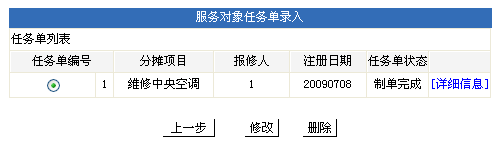 服务对象任务单录入
任务单列表
任务单编号 分摊项目 报修人 注册日期 任务单状态
1 维修中央空调 1 20090708 制单完成 [详细信息]
上一步 修改 删除